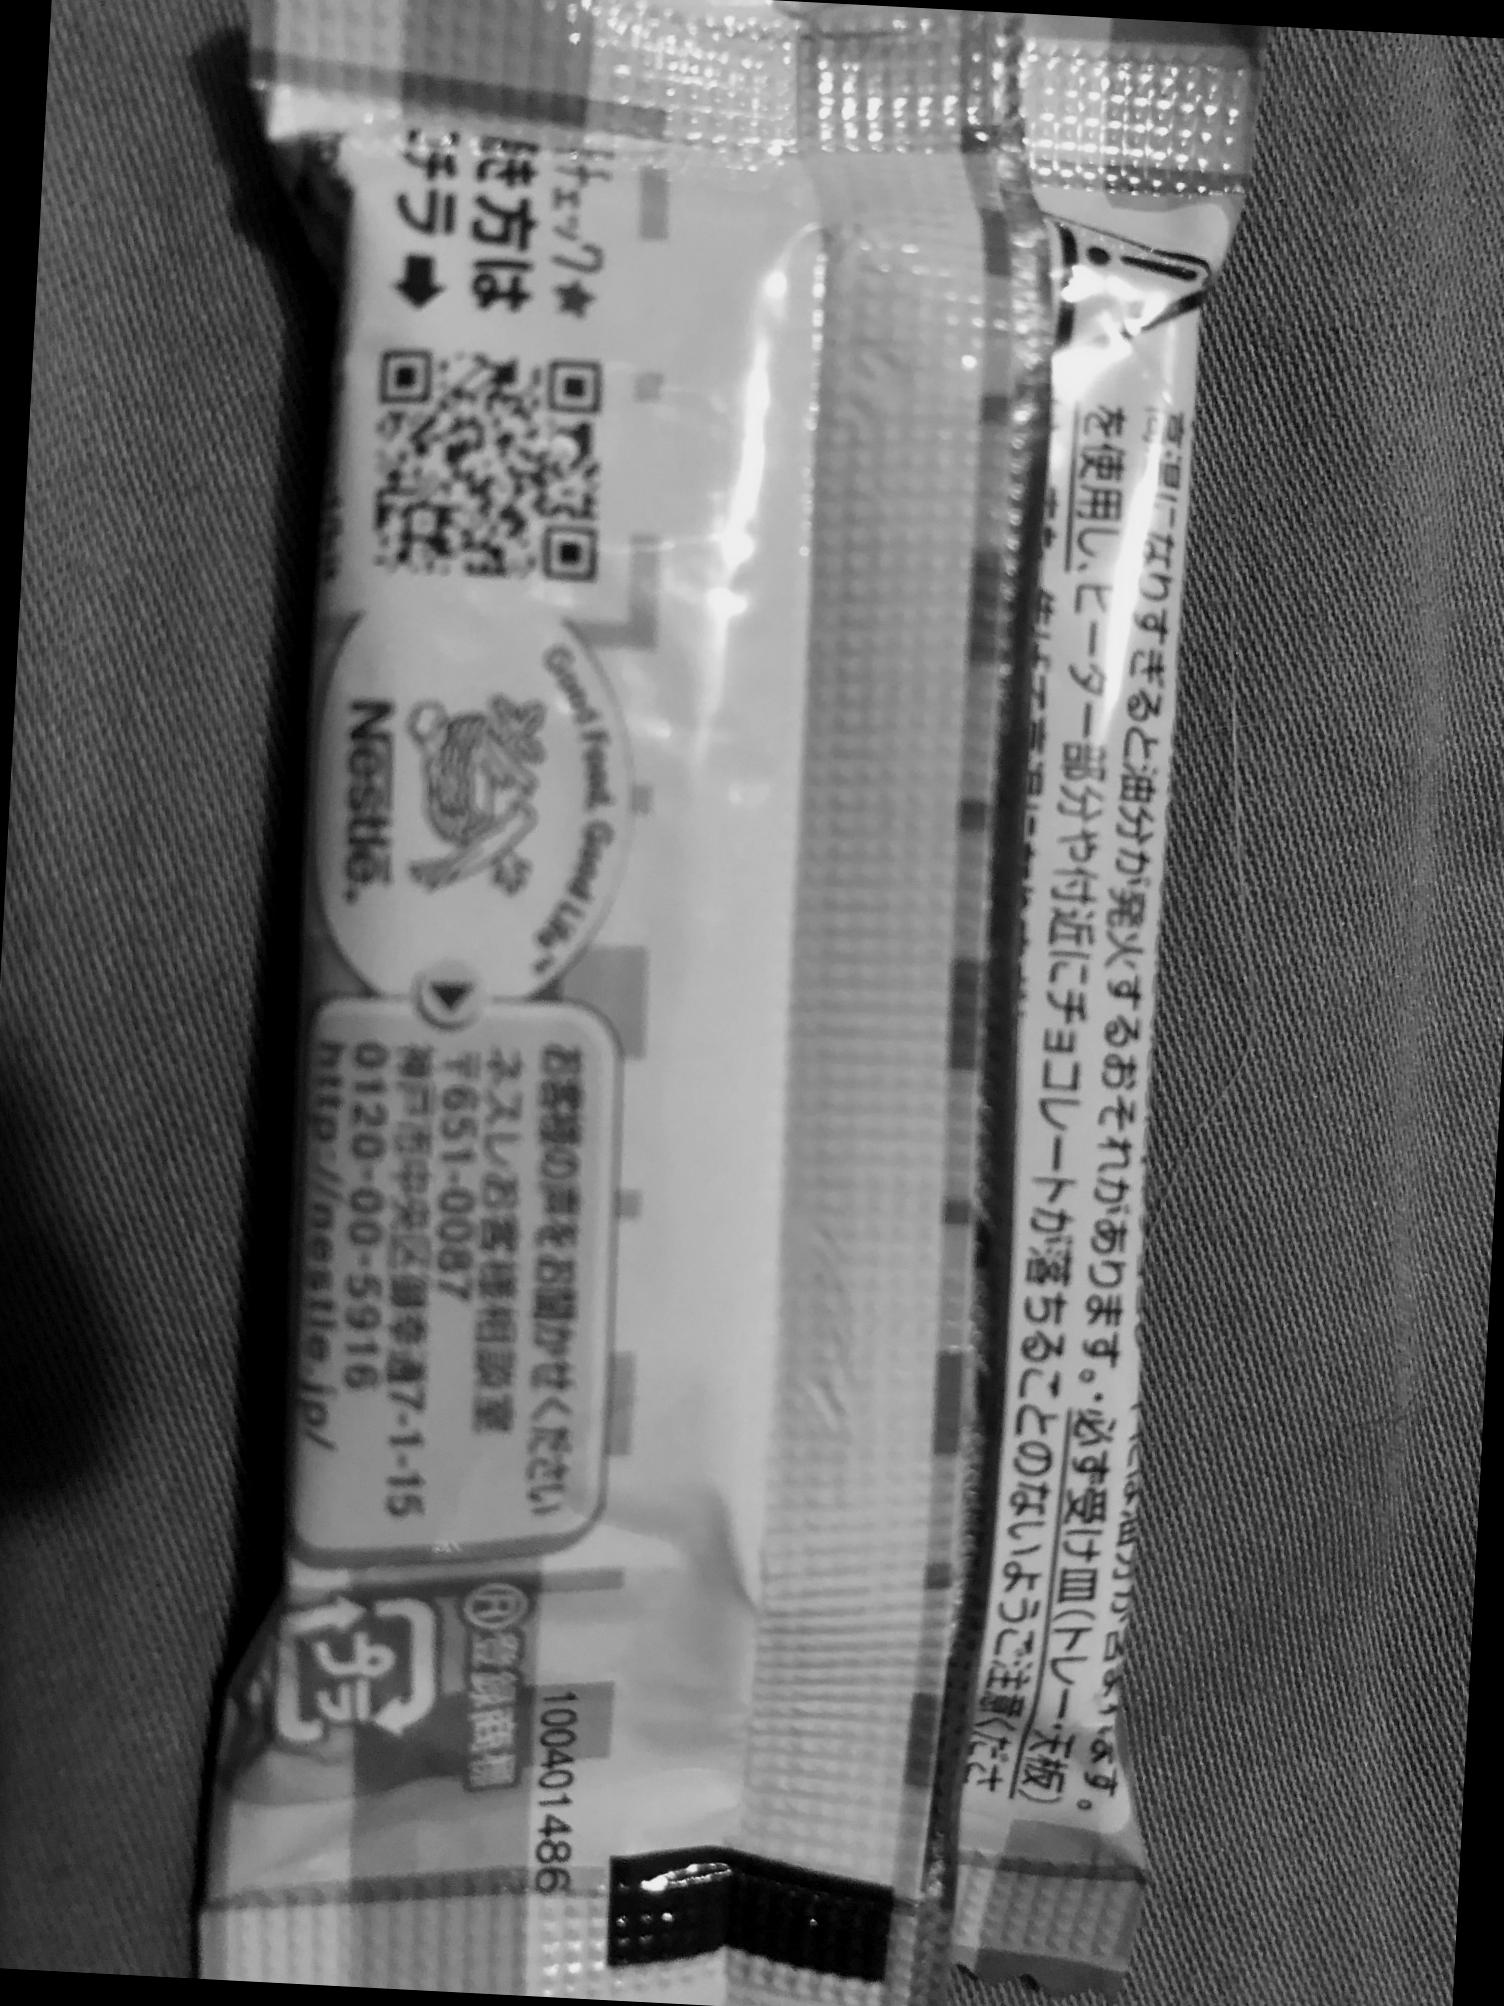 チェック★
焼き方は
コチラ➡
Good Food, Good Life™
Nestlé®
お客様の声をお聞かせください
ネスレお客様相談室
〒651-0087
神戸市中央区御幸通7-1-15
0120-00-5916
http://nestle.jp/
プラ
®登録商標
100401486
高温になりすぎると油分が発火するおそれがあります。・必ず受け皿(トレー・天板)
を使用し、ヒーター部分や付近にチョコレートが落ちることのないようご注意くださ